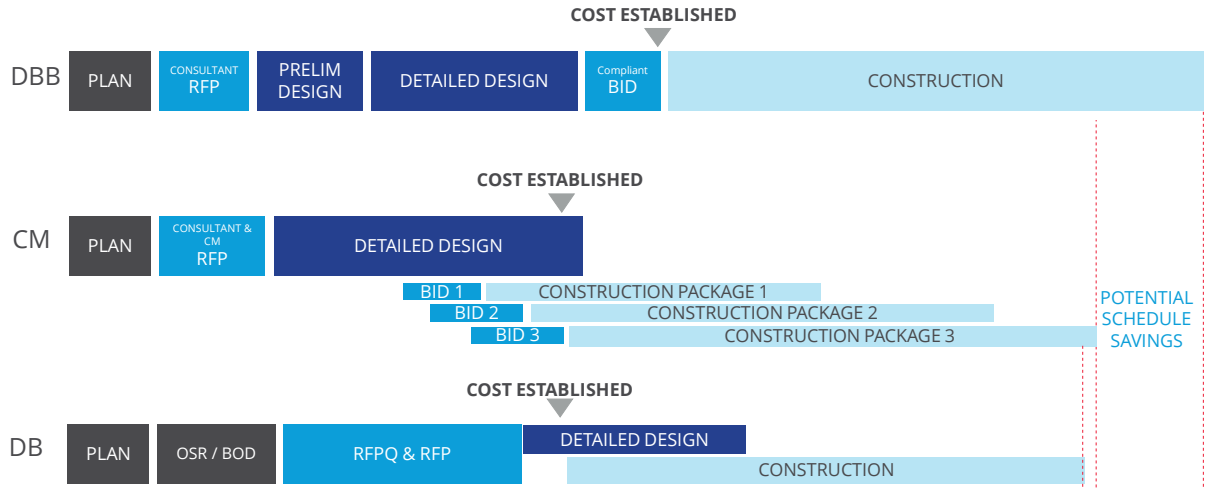 COST ESTABLISHED
DBB
PLAN
CONSULTANT
RFP
PRELIM
DESIGN
DETAILED DESIGN
Compliant
BID
CONSTRUCTION
COST ESTABLISHED
CM
PLAN
CONSULTANT &
CM
RFP
DETAILED DESIGN
BID 1
CONSTRUCTION PACKAGE 1
BID 2
CONSTRUCTION PACKAGE 2
BID 3
CONSTRUCTION PACKAGE 3
POTENTIAL
SCHEDULE
SAVINGS
COST ESTABLISHED
DB
PLAN
OSR / BOD
RFPQ & RFP
DETAILED DESIGN
CONSTRUCTION